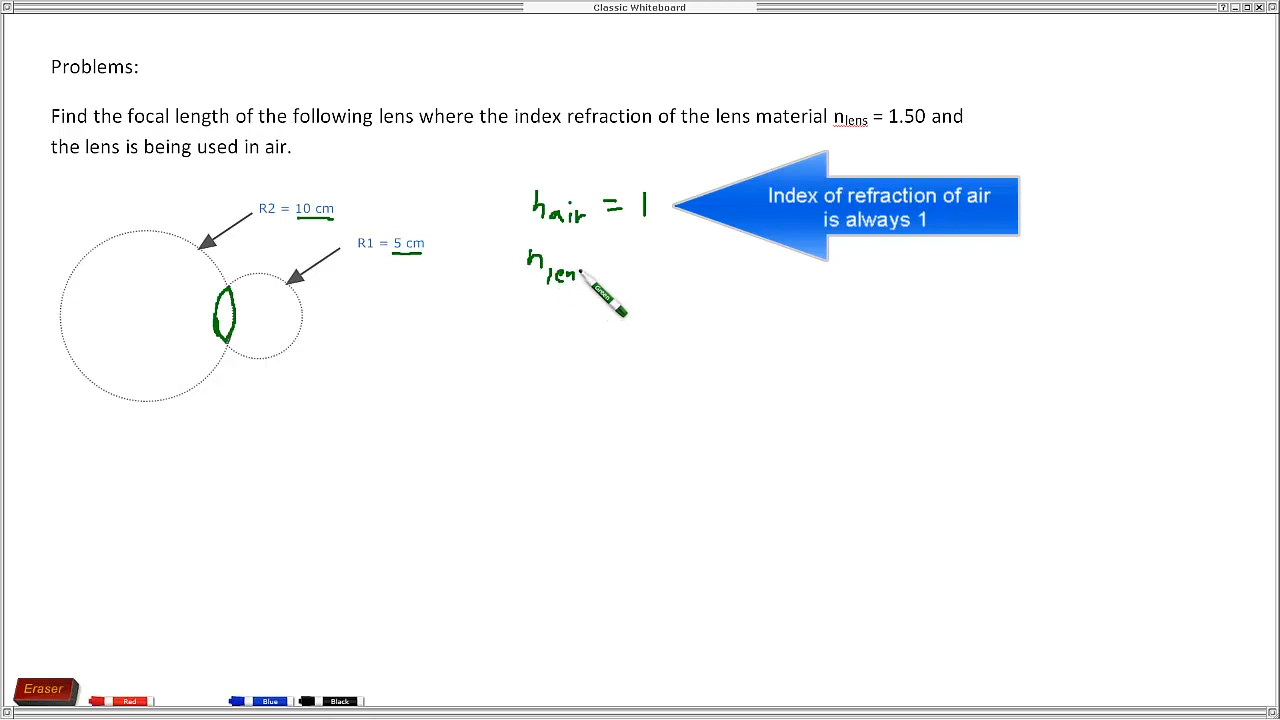 Classic Whiteboard
Problems:
Find the focal length of the following lens where the index refraction of the lens material nlens = 1.50 and
the lens is being used in air.
R2 = 10 cm
R1 = 5 cm
nair = 1
Index of refraction of air
is always 1
nlen
Green
Eraser
Red
Blue
Black